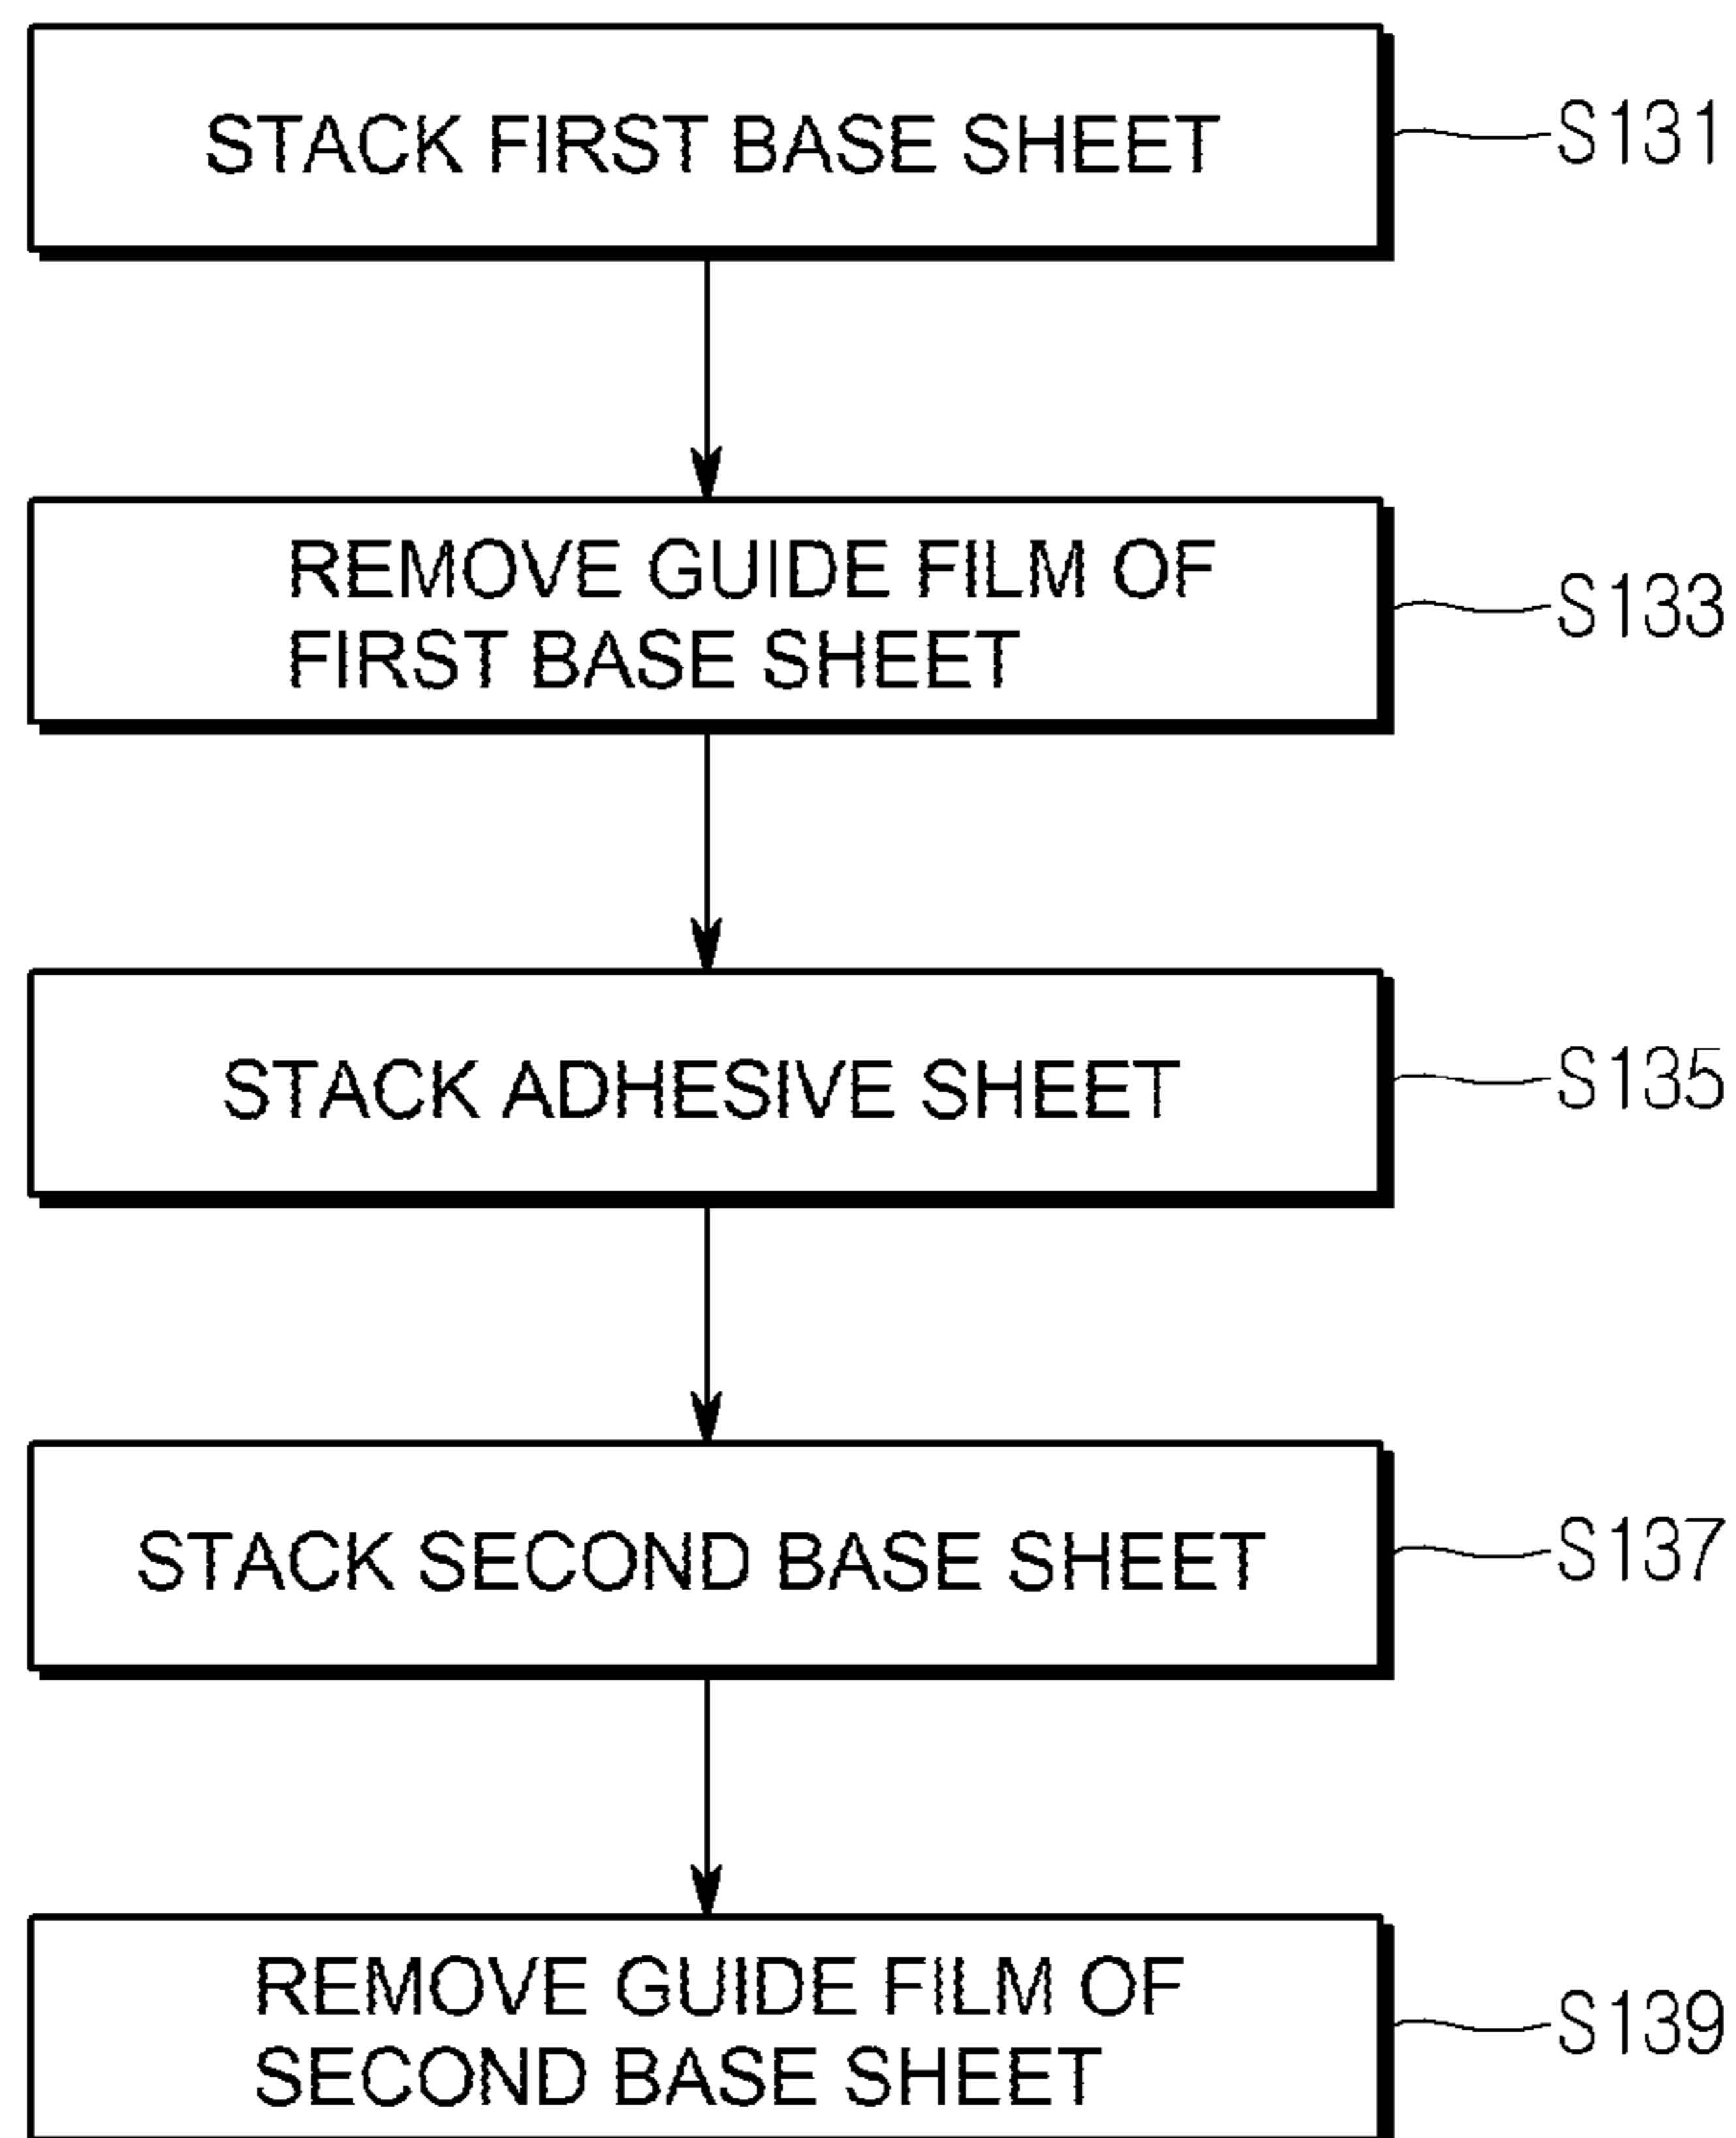 STACK FIRST BASE SHEET
S131
REMOVE GUIDE FILM OF
FIRST BASE SHEET
S133
STACK ADHESIVE SHEET
S135
STACK SECOND BASE SHEET
S137
REMOVE GUIDE FILM OF
SECOND BASE SHEET
S139